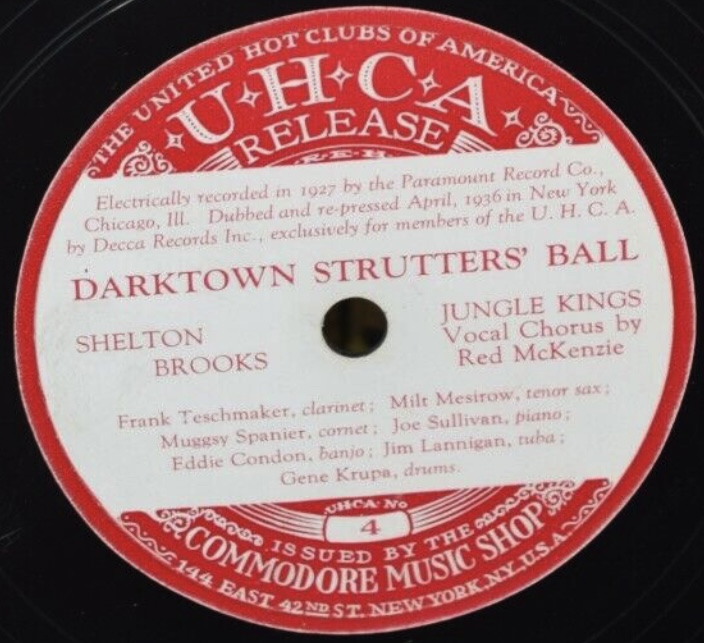 THE UNITED HOT CLUBS OF AMERICA
U·H·C·A
RELEASE
R-E-H
Electrically recorded in 1927 by the Paramount Record Co.,
Chicago, Ill. Dubbed and re-pressed April, 1936 in New York
by Decca Records Inc., exclusively for members of the U. H. C. A.
DARKTOWN STRUTTERS' BALL
SHELTON
BROOKS
JUNGLE KINGS
Vocal Chorus by
Red McKenzie
Frank Teschmaker, clarinet; Milt Mesirow, tenor sax;
Muggsy Spanier, cornet; Joe Sullivan, piano;
Eddie Condon, banjo; Jim Lannigan, tuba;
Gene Krupa, drums.
UHCA No
4
ISSUED BY THE
COMMODORE MUSIC SHOP
144 EAST 42ND ST. NEW YORK, N.Y. U.S.A.